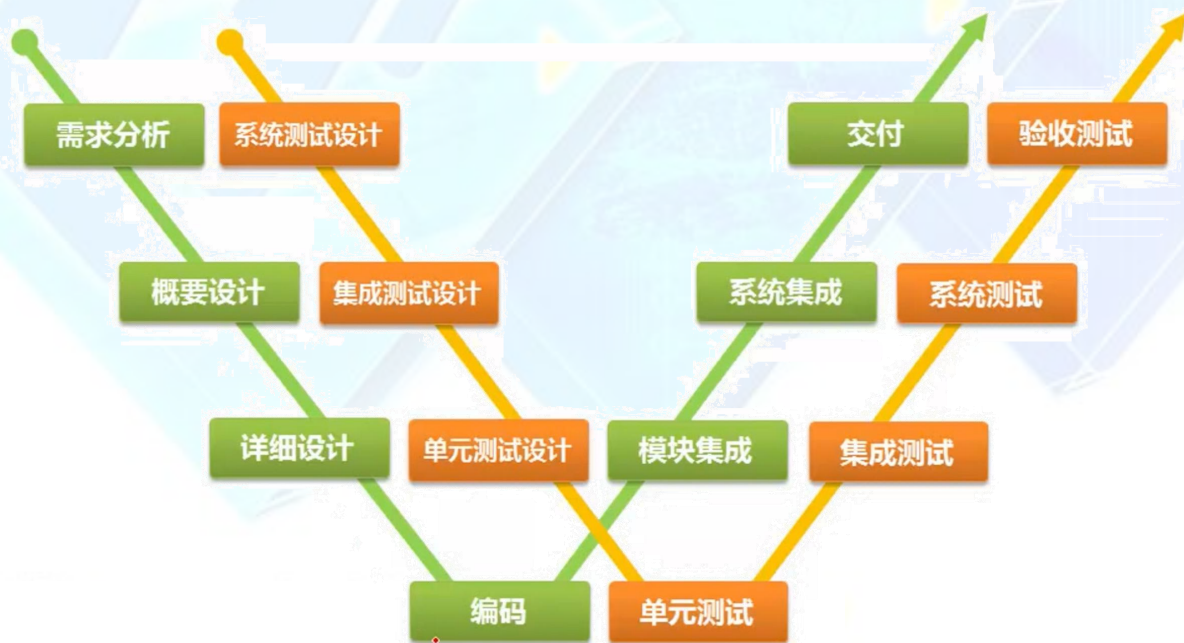 需求分析
系统测试设计
交付
验收测试
概要设计
集成测试设计
系统集成
系统测试
详细设计
单元测试设计
模块集成
集成测试
编码
单元测试